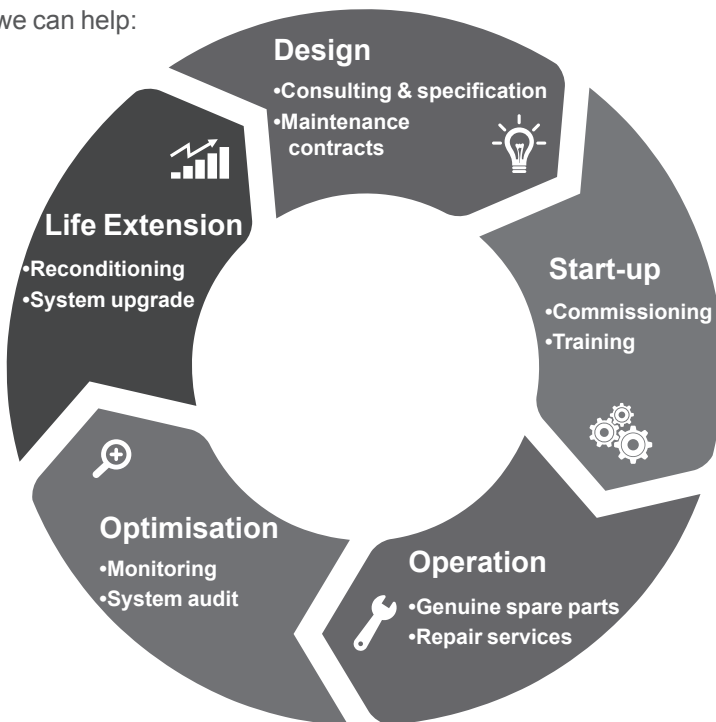 we can help:
Design
•Consulting & specification
•Maintenance
contracts
Start-up
•Commissioning
•Training
Operation
•Genuine spare parts
•Repair services
Optimisation
•Monitoring
•System audit
Life Extension
•Reconditioning
•System upgrade